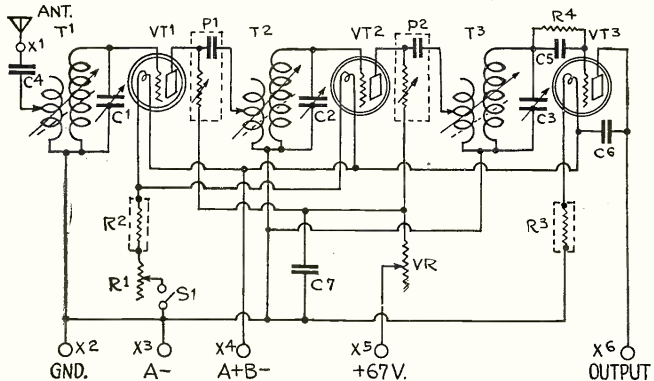 ANT.
T1
VT1
P1
T2
VT2
P2
T3
R4
VT3
X1
C4
C1
C2
C5
C3
C6
R2
R1
S1
C7
VR
R3
X2
X3
X4
X5
X6
GND.
A-
A+B-
+67V.
OUTPUT